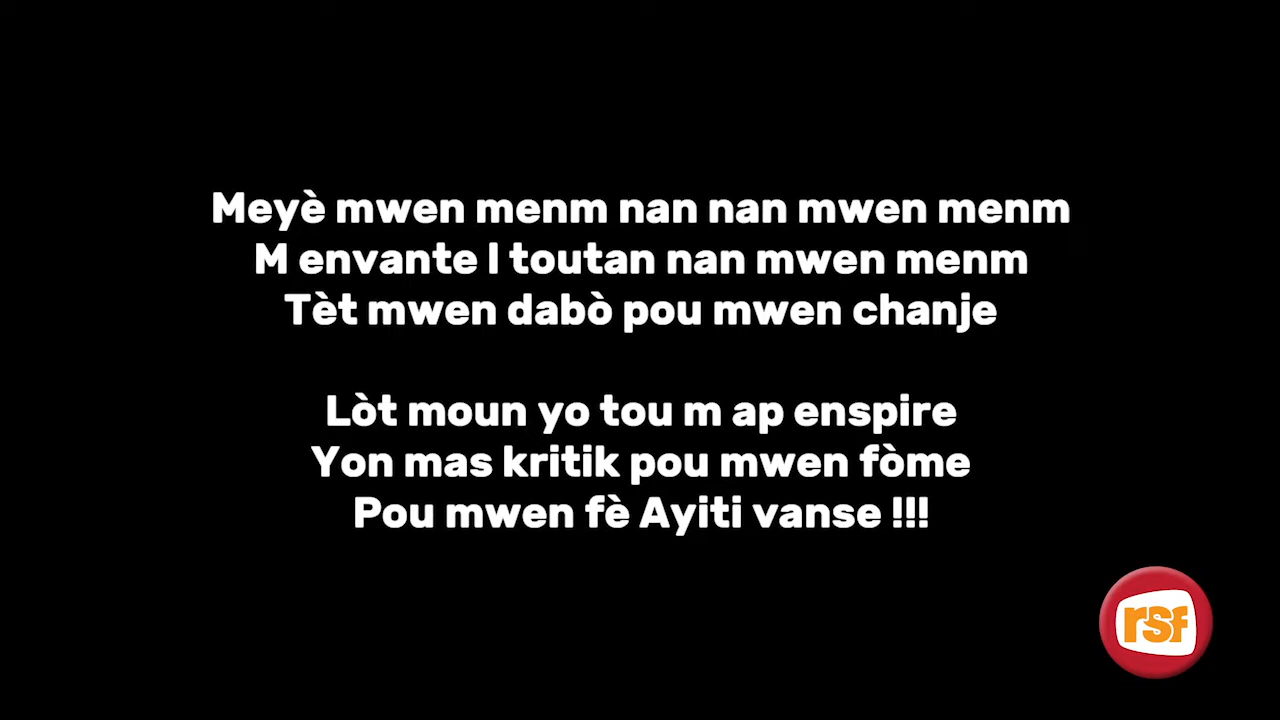 Meyè mwen menm nan nan mwen menm
M envante l toutan nan mwen menm
Tèt mwen dabò pou mwen chanje
Lòt moun yo tou m ap enspire
Yon mas kritik pou mwen fòme
Pou mwen fè Ayiti vanse !!!
rsf